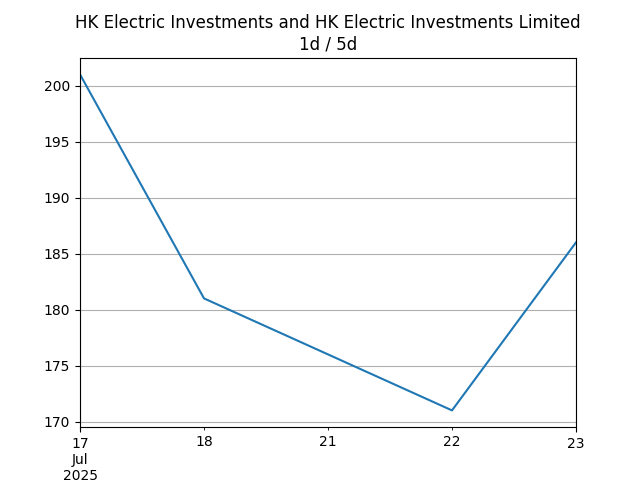 HK Electric Investments and HK Electric Investments Limited
1d / 5d
200
195
190
185
180
175
170
17 18 21 22 23
Jul
2025